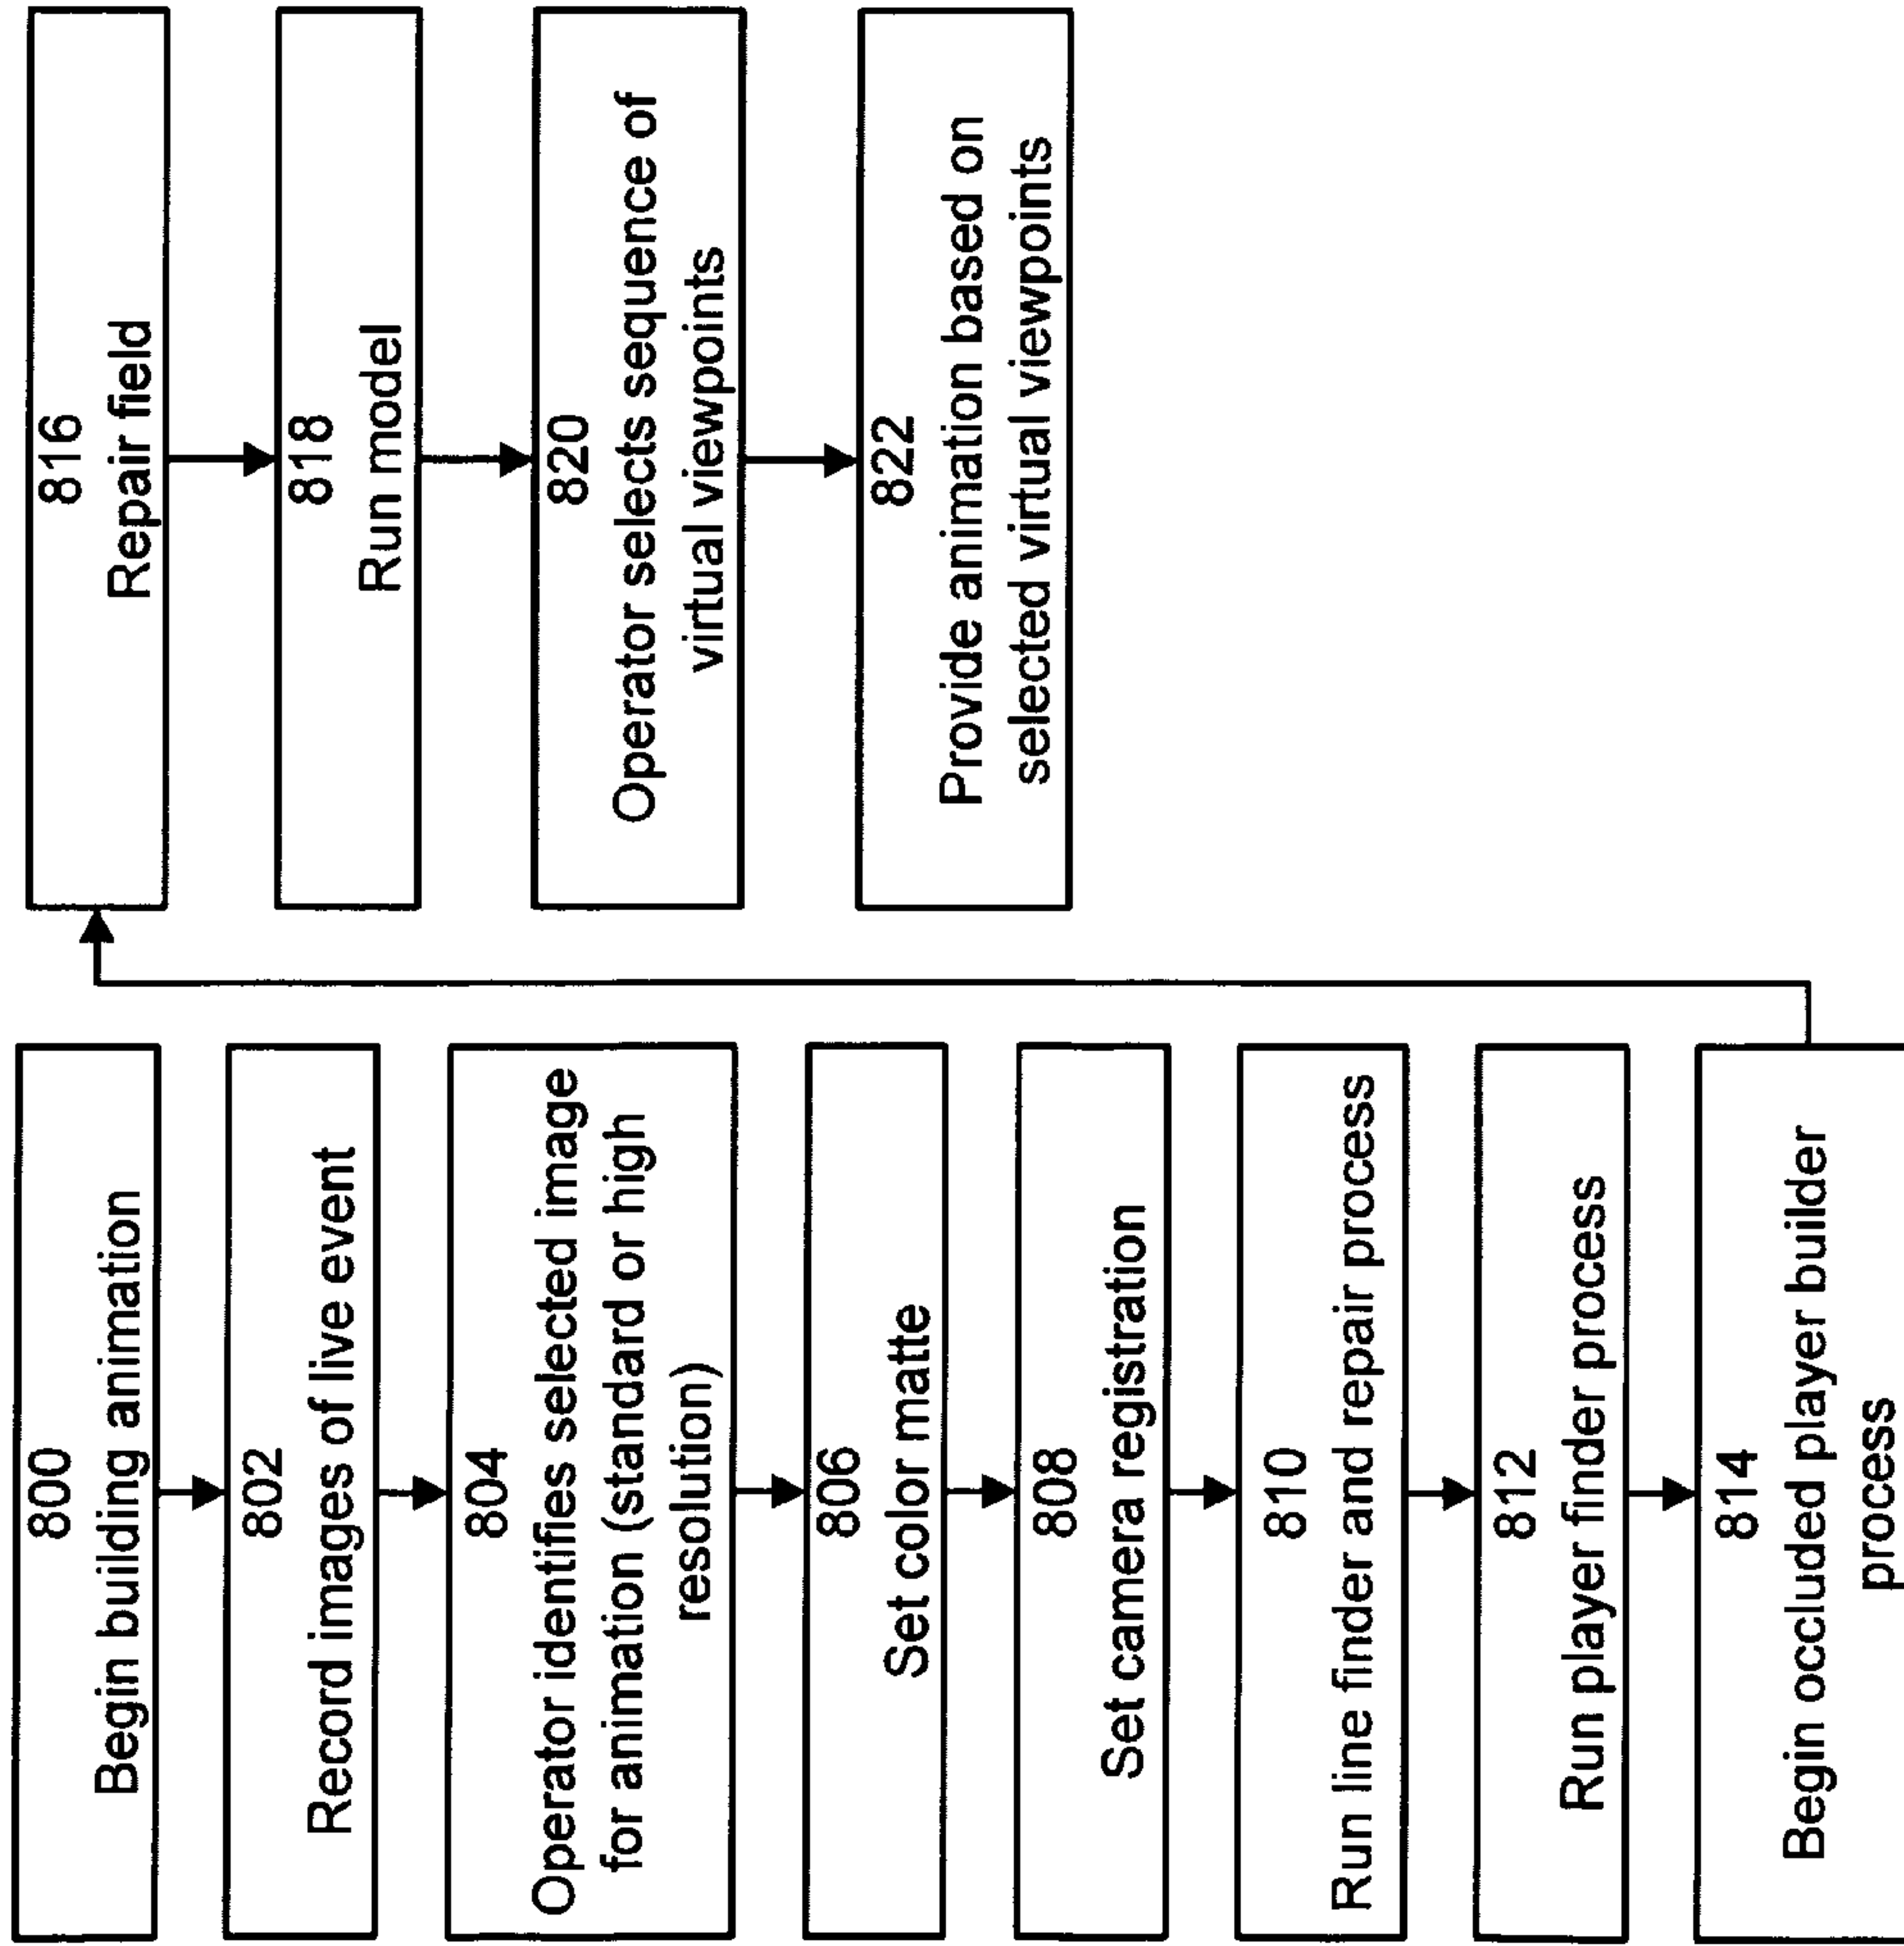 800
Begin building animation
802
Record images of live event
804
Operator identifies selected image
for animation (standard or high
resolution)
806
Set color matte
808
Set camera registration
810
Run line finder and repair process
812
Run player finder process
814
Begin occluded player builder
process
816
Repair field
818
Run model
820
Operator selects sequence of
virtual viewpoints
822
Provide animation based on
selected virtual viewpoints